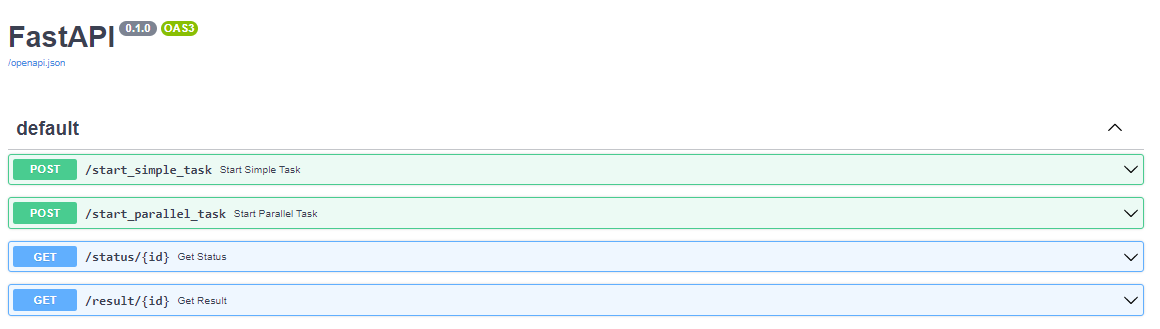 FastAPI 0.1.0 OAS3
/openapi.json
default
POST /start_simple_task Start Simple Task
POST /start_parallel_task Start Parallel Task
GET /status/{id} Get Status
GET /result/{id} Get Result